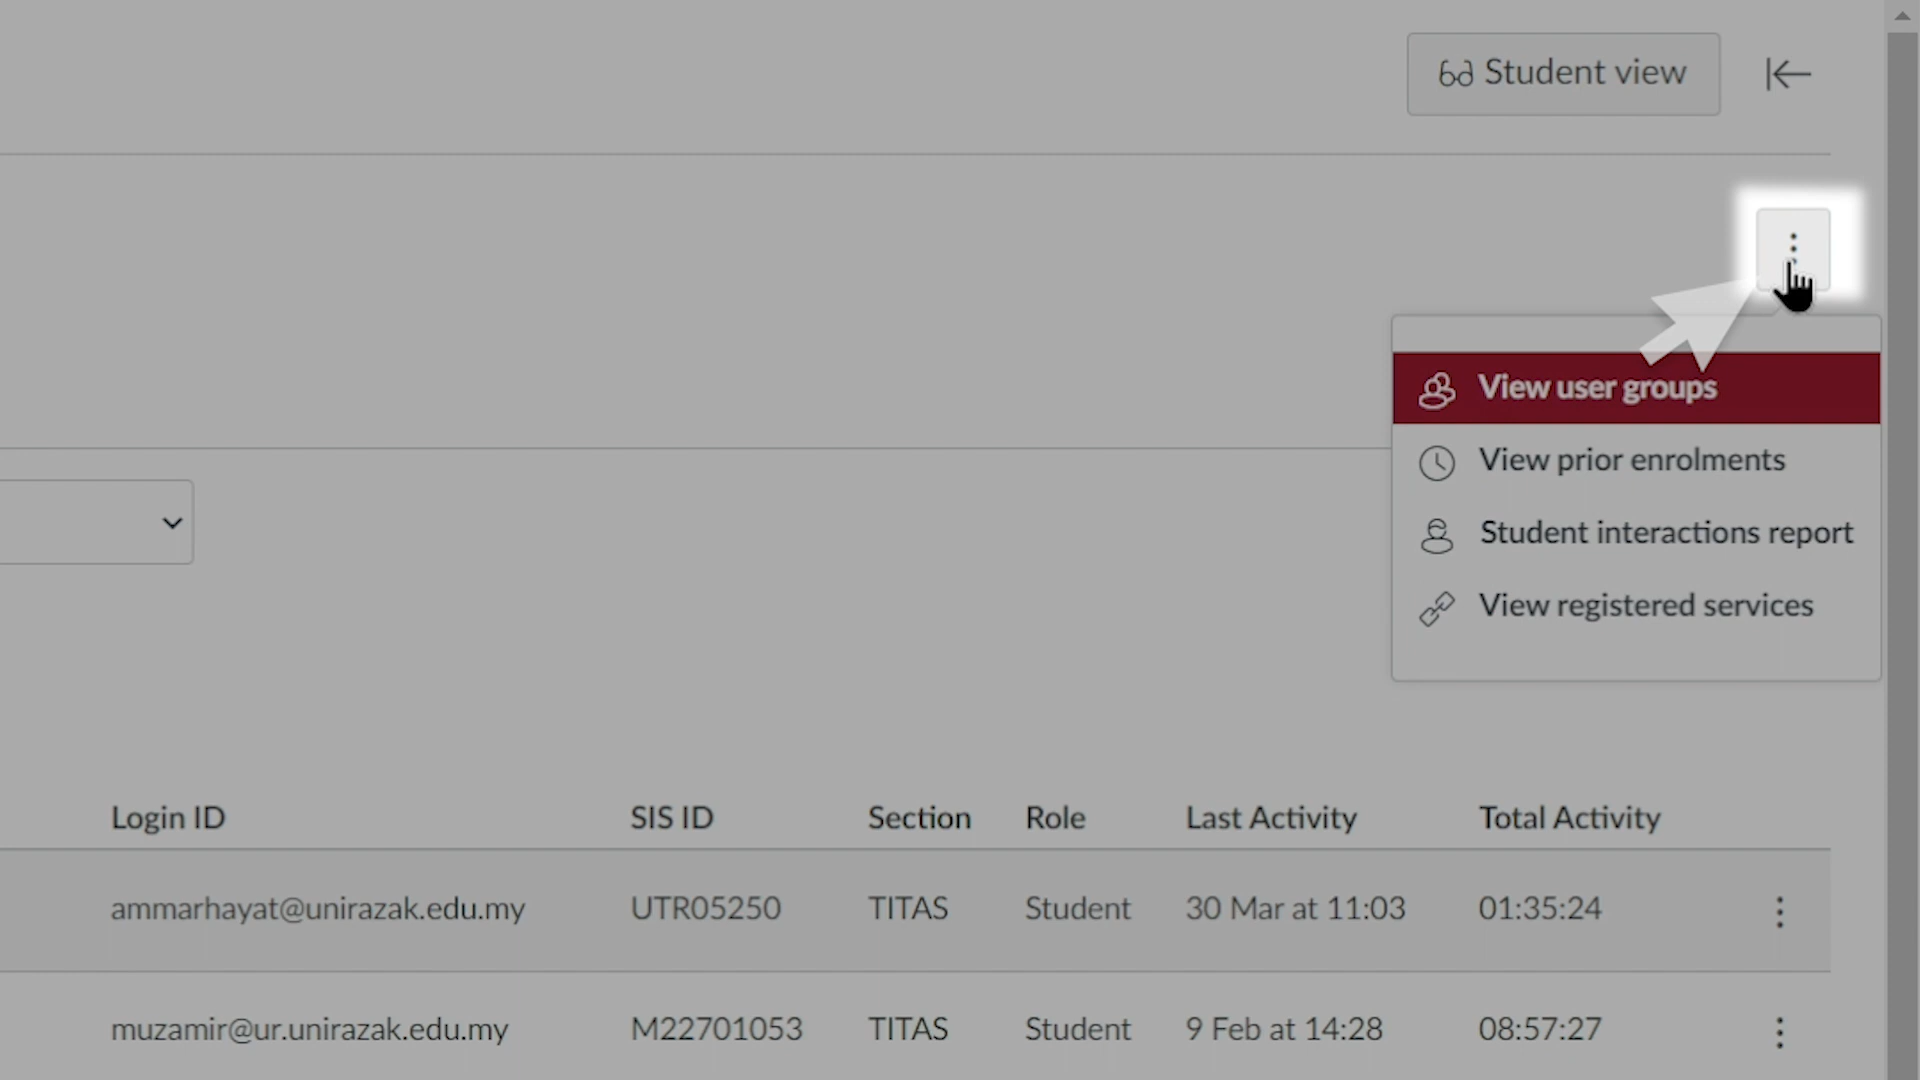 Student view
View user groups
View prior enrolments
Student interactions report
View registered services
Login ID SIS ID Section Role Last Activity Total Activity
ammarhayat@unirazak.edu.my UTR05250 TITAS Student 30 Mar at 11:03 01:35:24
muzamir@ur.unirazak.edu.my M22701053 TITAS Student 9 Feb at 14:28 08:57:27